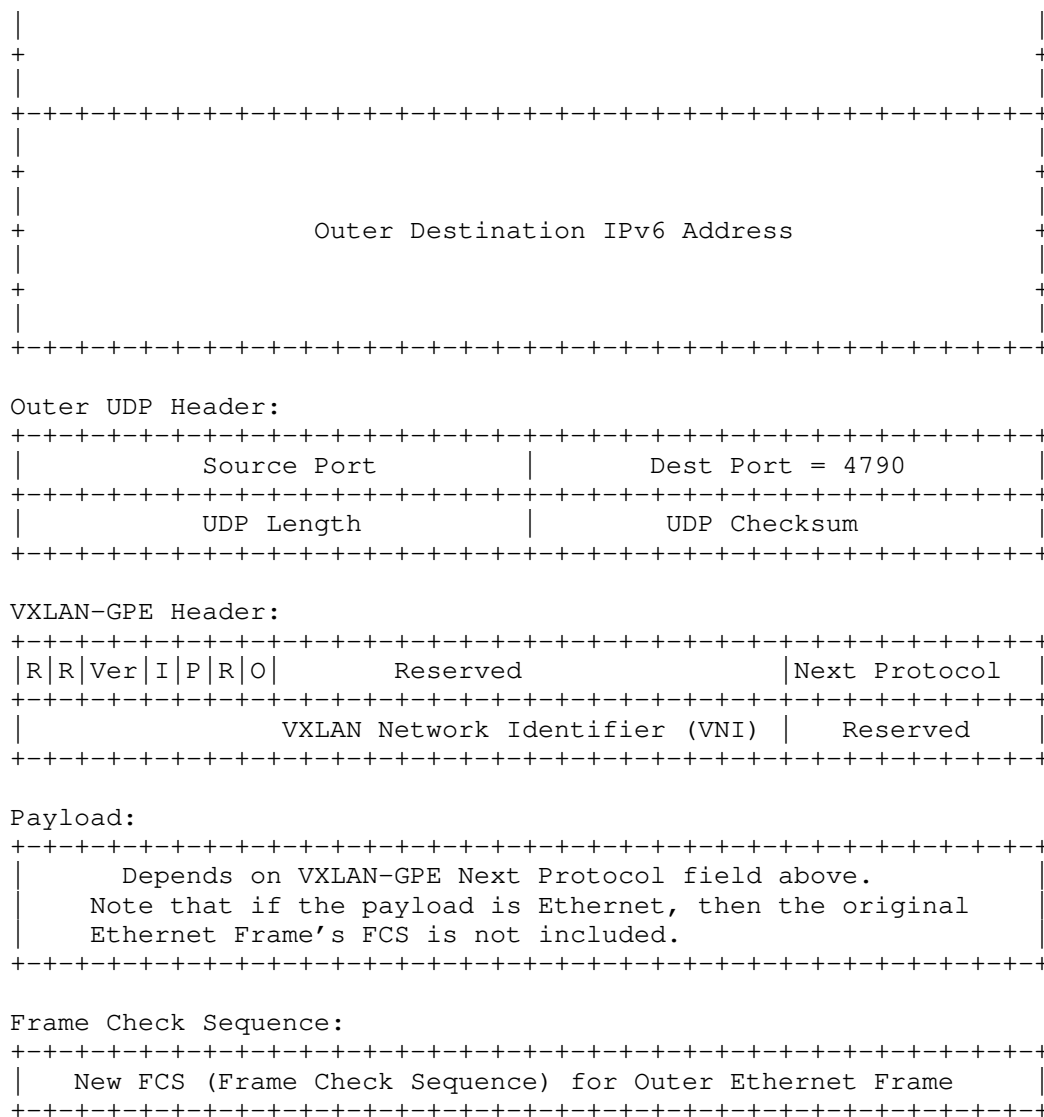 |                                                               |
+                                                               +
|                                                               |
+-+-+-+-+-+-+-+-+-+-+-+-+-+-+-+-+-+-+-+-+-+-+-+-+-+-+-+-+-+-+-+-+
|                                                               |
+                                                               +
|                                                               |
+                  Outer Destination IPv6 Address               +
|                                                               |
+                                                               +
|                                                               |
+-+-+-+-+-+-+-+-+-+-+-+-+-+-+-+-+-+-+-+-+-+-+-+-+-+-+-+-+-+-+-+-+
Outer UDP Header:
+-+-+-+-+-+-+-+-+-+-+-+-+-+-+-+-+-+-+-+-+-+-+-+-+-+-+-+-+-+-+-+-+
|           Source Port         |       Dest Port = 4790        |
+-+-+-+-+-+-+-+-+-+-+-+-+-+-+-+-+-+-+-+-+-+-+-+-+-+-+-+-+-+-+-+-+
|           UDP Length          |        UDP Checksum           |
+-+-+-+-+-+-+-+-+-+-+-+-+-+-+-+-+-+-+-+-+-+-+-+-+-+-+-+-+-+-+-+-+
VXLAN-GPE Header:
+-+-+-+-+-+-+-+-+-+-+-+-+-+-+-+-+-+-+-+-+-+-+-+-+-+-+-+-+-+-+-+-+
|R|R|Ver|I|P|R|O|       Reserved                |Next Protocol  |
+-+-+-+-+-+-+-+-+-+-+-+-+-+-+-+-+-+-+-+-+-+-+-+-+-+-+-+-+-+-+-+-+
|                VXLAN Network Identifier (VNI) |   Reserved    |
+-+-+-+-+-+-+-+-+-+-+-+-+-+-+-+-+-+-+-+-+-+-+-+-+-+-+-+-+-+-+-+-+
Payload:
+-+-+-+-+-+-+-+-+-+-+-+-+-+-+-+-+-+-+-+-+-+-+-+-+-+-+-+-+-+-+-+-+
|      Depends on VXLAN-GPE Next Protocol field above.          |
|    Note that if the payload is Ethernet, then the original    |
|    Ethernet Frame's FCS is not included.                      |
+-+-+-+-+-+-+-+-+-+-+-+-+-+-+-+-+-+-+-+-+-+-+-+-+-+-+-+-+-+-+-+-+
Frame Check Sequence:
+-+-+-+-+-+-+-+-+-+-+-+-+-+-+-+-+-+-+-+-+-+-+-+-+-+-+-+-+-+-+-+-+
|   New FCS (Frame Check Sequence) for Outer Ethernet Frame     |
+-+-+-+-+-+-+-+-+-+-+-+-+-+-+-+-+-+-+-+-+-+-+-+-+-+-+-+-+-+-+-+-+